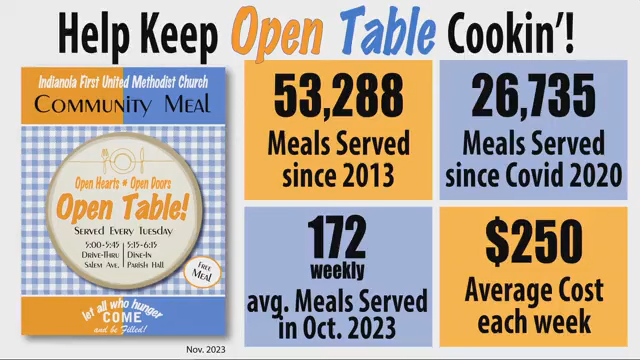 Help Keep Open Table Cookin'!
Indianola First United Methodist Church
Community Meal
Open Hearts * Open Doors
Open Table!
Served Every Tuesday
5:00-5:45 | 5:15-6:15
Drive-Thru | Dine-In
Salem Ave. | Parish Hall
Free
Meal
let all who hunger
COME
and be Filled!
Nov. 2023
53,288
Meals Served
since 2013
26,735
Meals Served
since Covid 2020
172
weekly
avg. Meals Served
in Oct. 2023
$250
Average Cost
each week